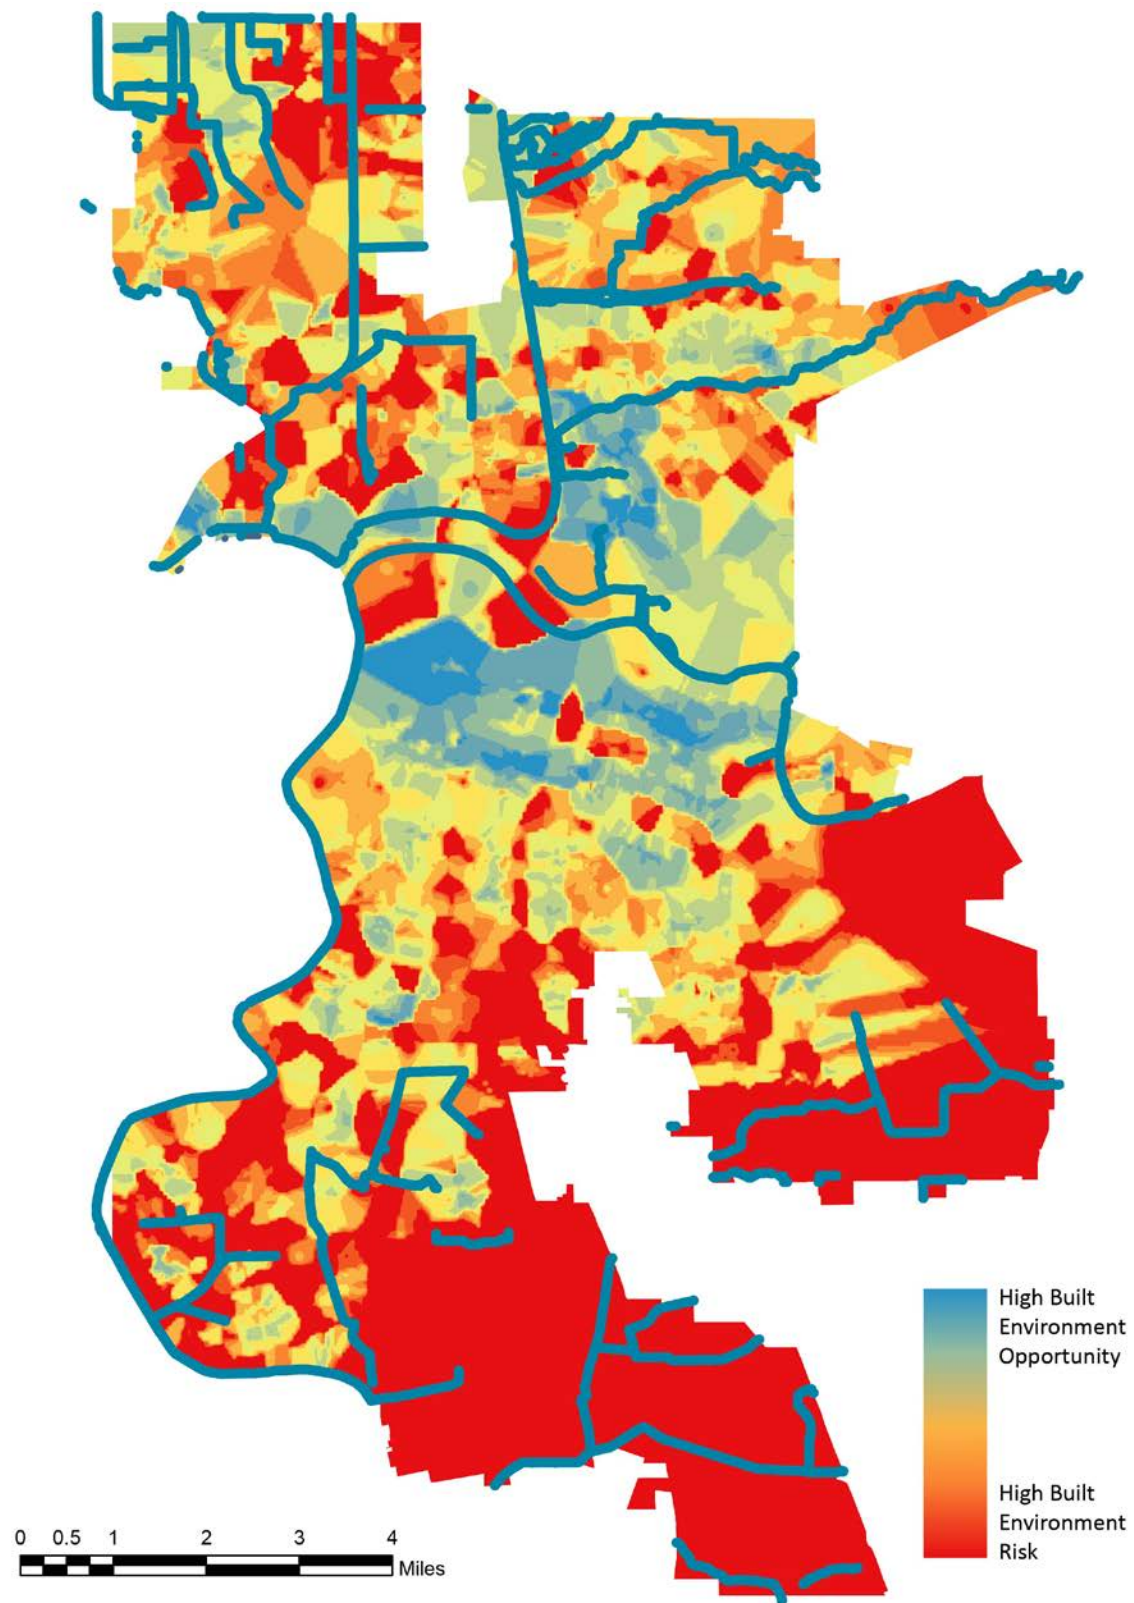 High Built
Environment
Opportunity
High Built
Environment
Risk
0 0.5 1 2 3 4
Miles